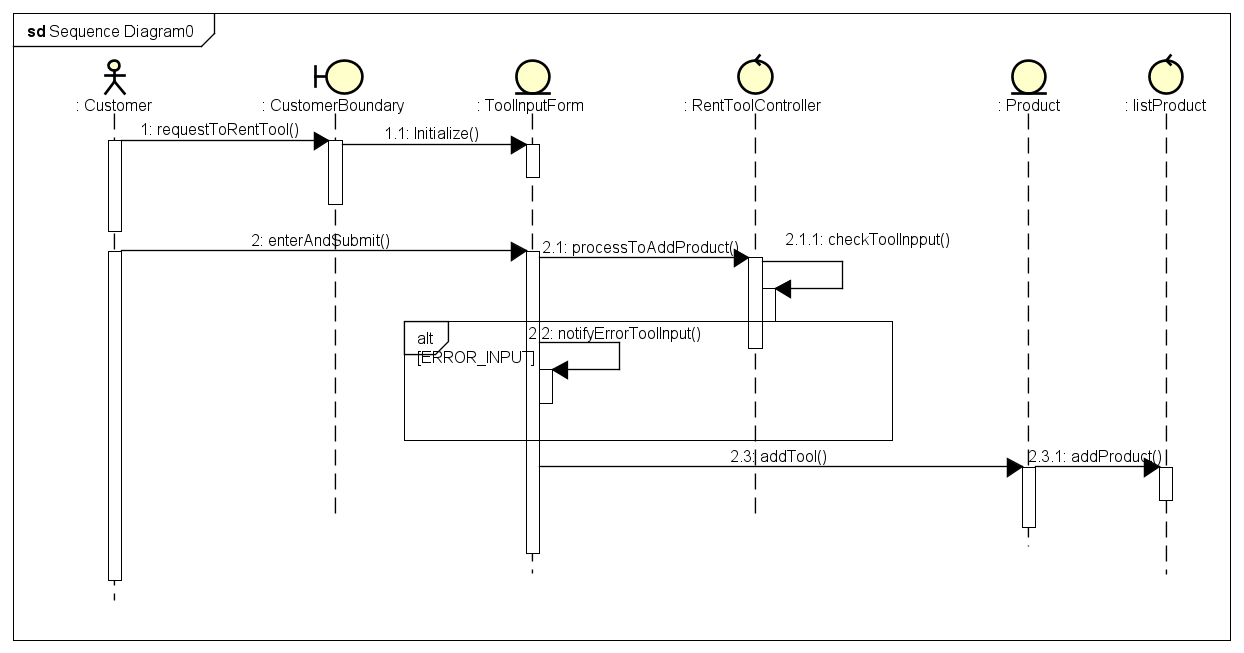 sd Sequence Diagram0
: Customer
: CustomerBoundary
: ToolInputForm
: RentToolController
: Product
: listProduct
1: requestToRentTool()
1.1: Initialize()
2: enterAndSubmit()
2.1: processToAddProduct()
2.1.1: checkToolInpput()
alt
2.2: notifyErrorToolInput()
[ERROR_INPUT]
2.3: addTool()
2.3.1: addProduct()